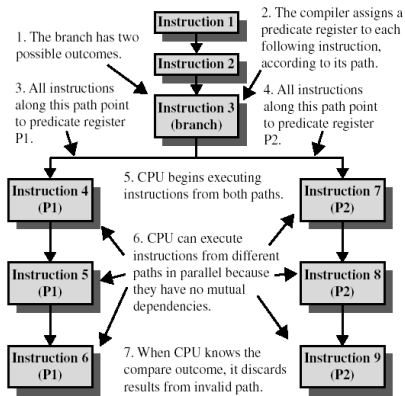 Instruction 1
Instruction 2
Instruction 3
(branch)
1. The branch has two
possible outcomes.
2. The compiler assigns a
predicate register to each
following instruction,
according to its path.
3. All instructions
along this path point
to predicate register
P1.
4. All instructions
along this path point
to predicate register
P2.
5. CPU begins executing
instructions from both paths.
Instruction 4
(P1)
Instruction 7
(P2)
6. CPU can execute
instructions from different
paths in parallel because
they have no mutual
dependencies.
Instruction 5
(P1)
Instruction 8
(P2)
7. When CPU knows the
compare outcome, it discards
results from invalid path.
Instruction 6
(P1)
Instruction 9
(P2)